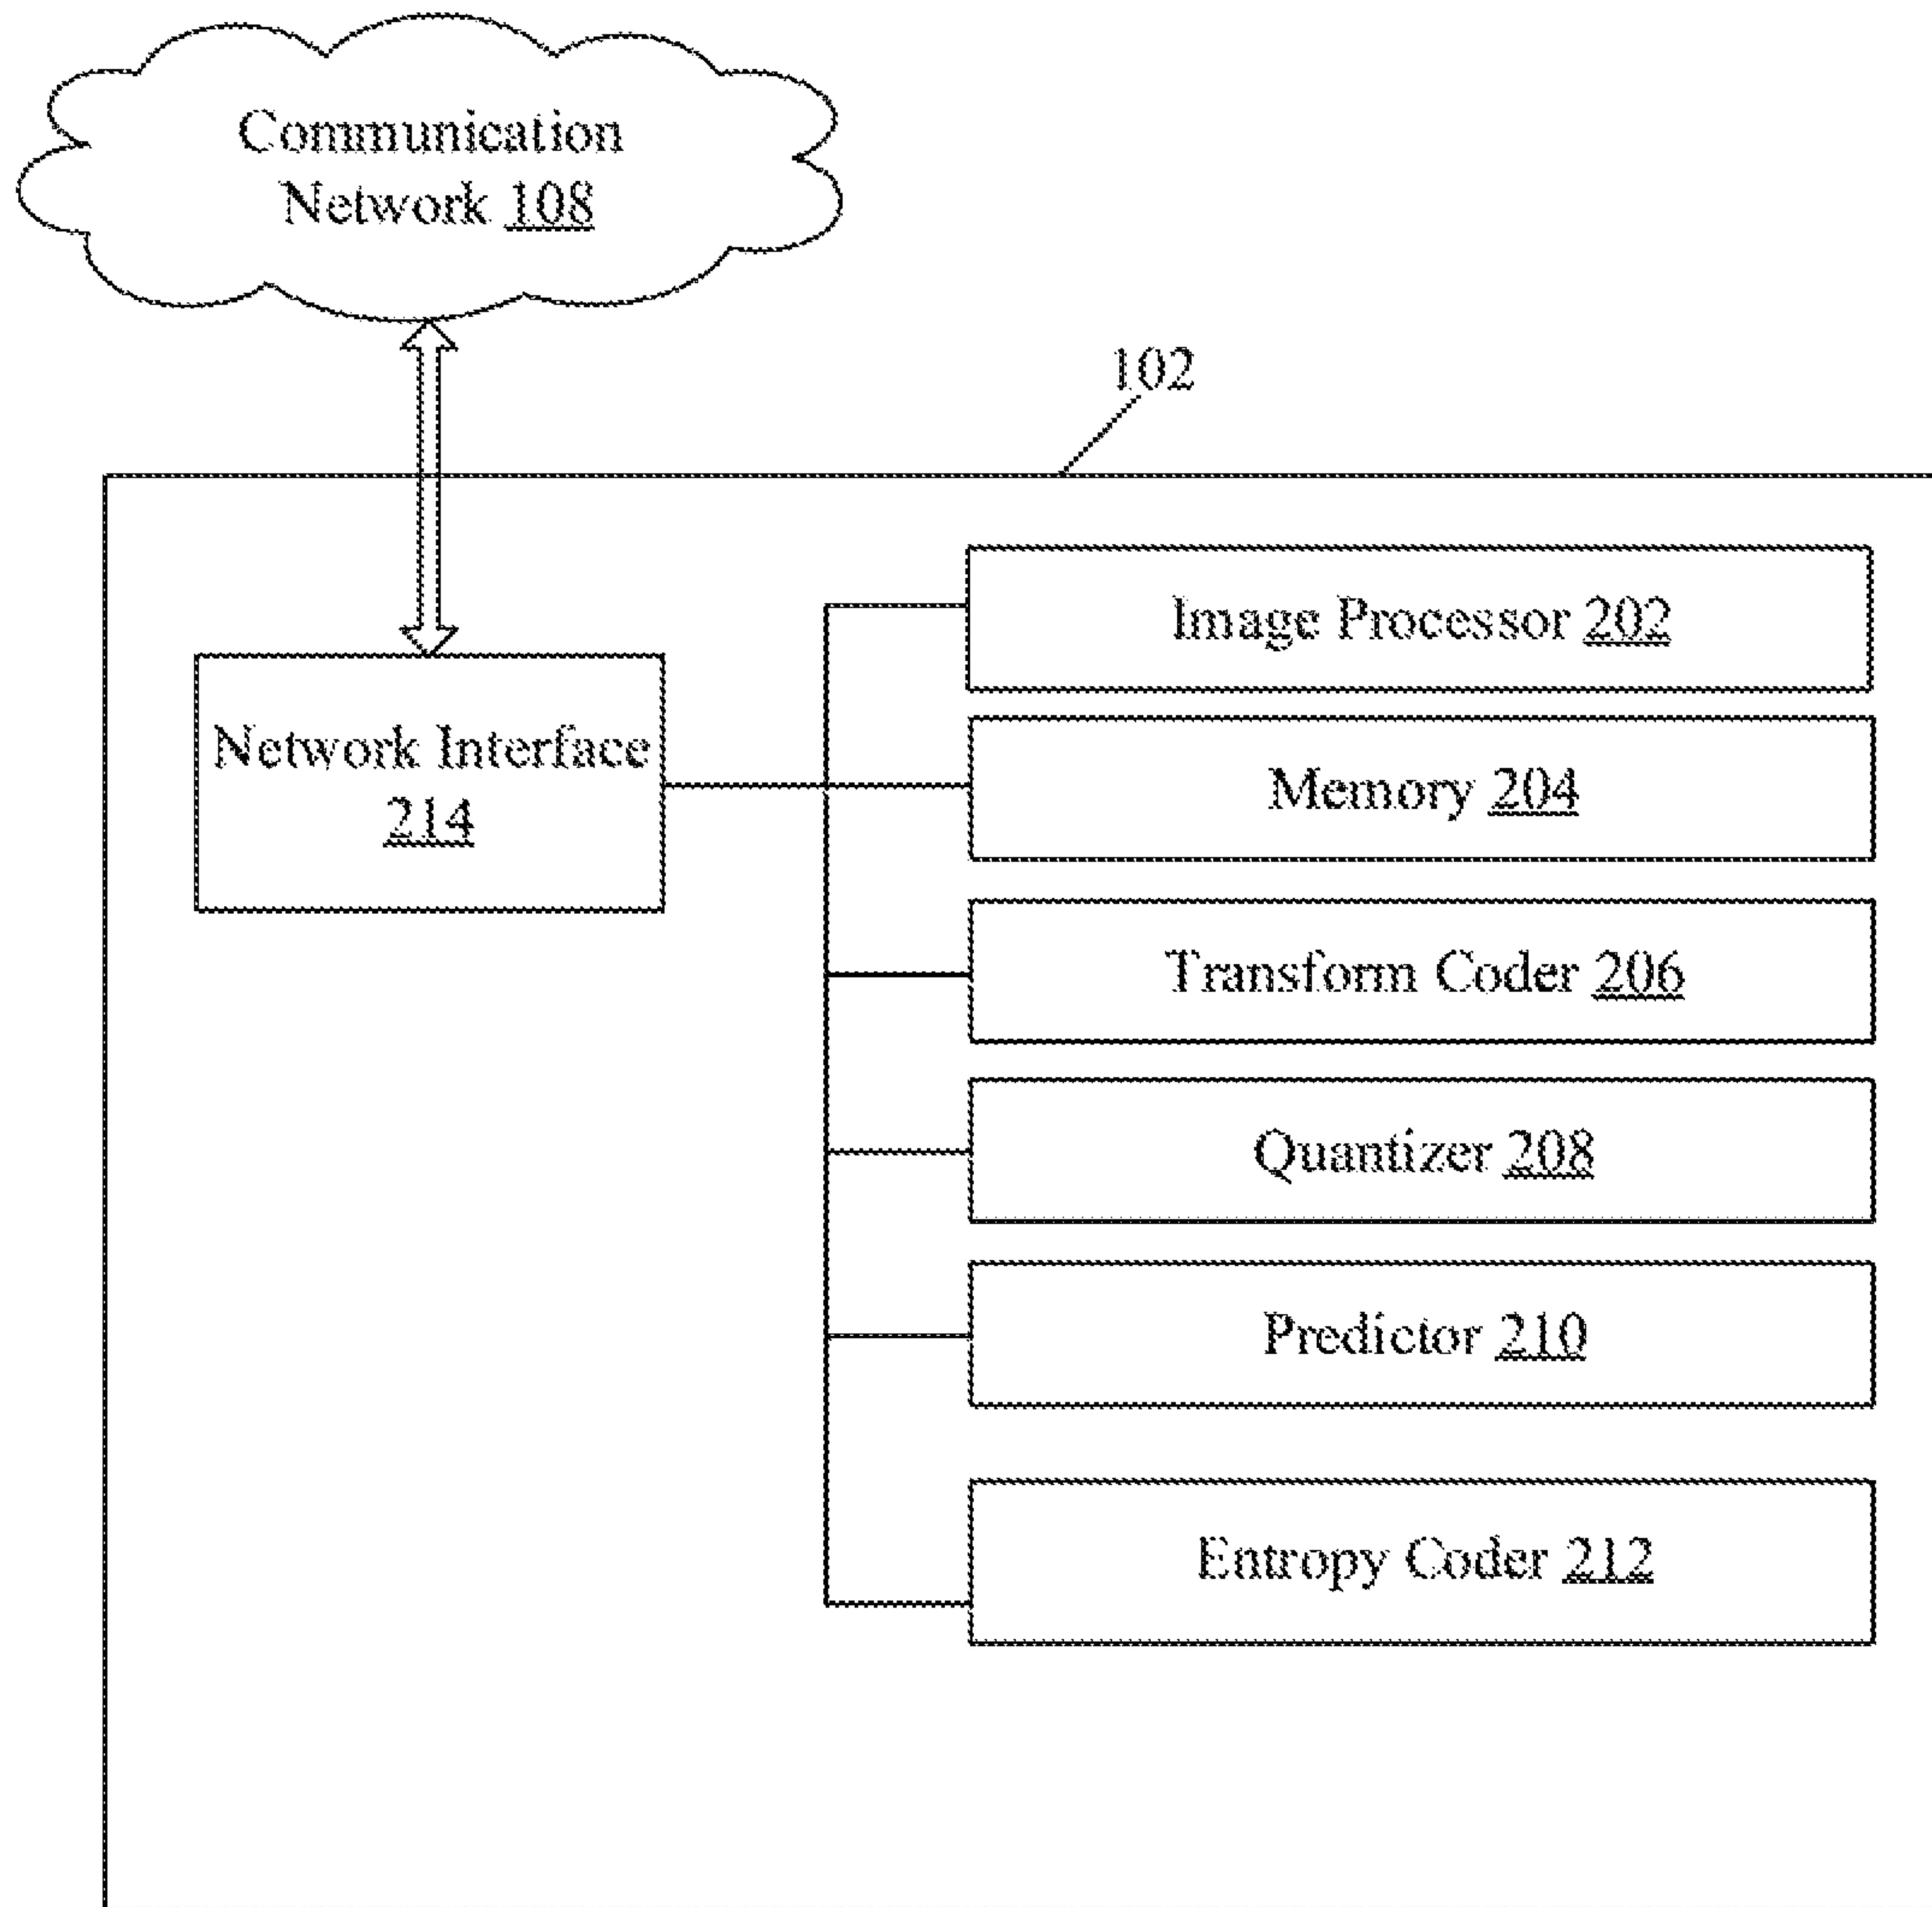 Communication
Network 108
102
Image Processor 202
Network Interface
214
Memory 204
Transform Coder 206
Quantizer 208
Predictor 210
Entropy Coder 212